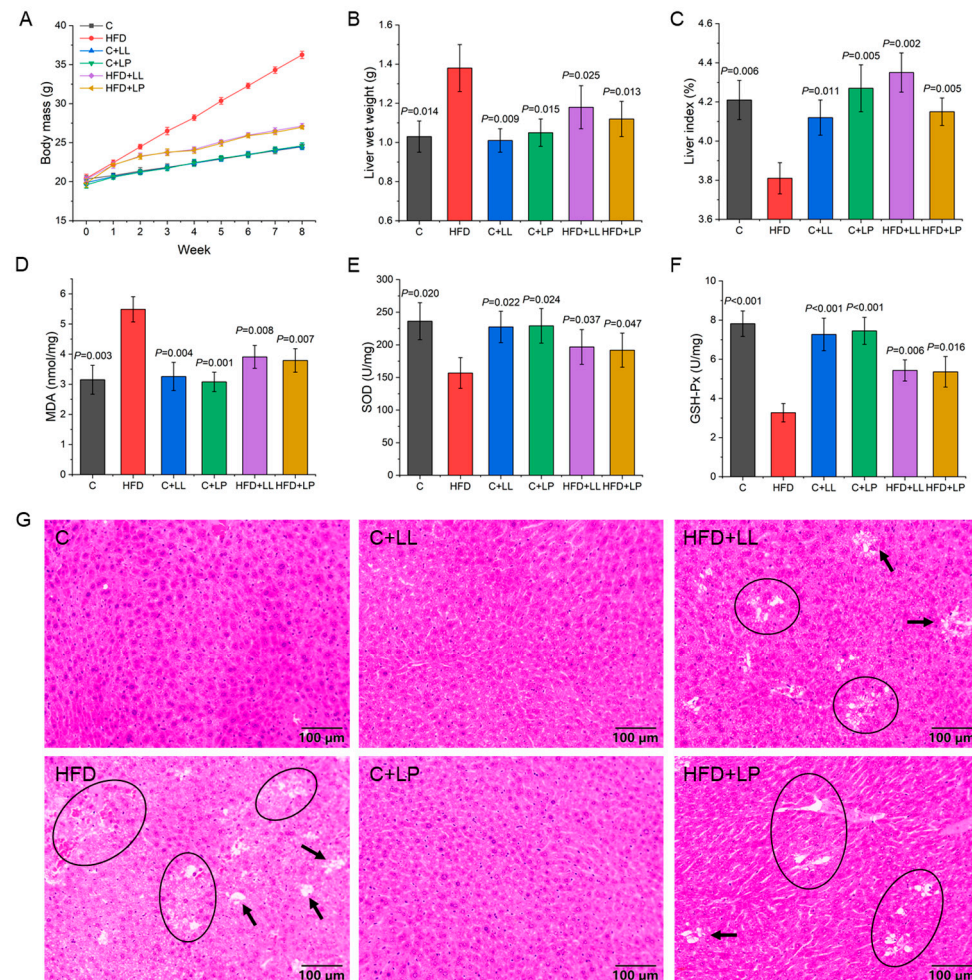 A
C
HFD
C+LL
C+LP
HFD+LL
HFD+LP
Body mass (g)
40
35
30
25
20
15
0 1 2 3 4 5 6 7 8
Week
B
Liver wet weight (g)
1.6
1.4
1.2
1.0
0.8
0.6
P=0.014
P=0.009
P=0.015
P=0.025
P=0.013
C HFD C+LL C+LP HFD+LL HFD+LP
C
Liver index (%)
4.6
4.4
4.2
4.0
3.8
3.6
P=0.006
P=0.011
P=0.005
P=0.002
P=0.005
C HFD C+LL C+LP HFD+LL HFD+LP
D
MDA (nmol/mg)
6
5
4
3
2
1
0
P=0.003
P=0.004
P=0.001
P=0.008
P=0.007
C HFD C+LL C+LP HFD+LL HFD+LP
E
SOD (U/mg)
300
250
200
150
100
50
0
P=0.020
P=0.022
P=0.024
P=0.037
P=0.047
C HFD C+LL C+LP HFD+LL HFD+LP
F
GSH-Px (U/mg)
10
8
6
4
2
0
P<0.001
P<0.001
P<0.001
P=0.006
P=0.016
C HFD C+LL C+LP HFD+LL HFD+LP
G
C
100 μm
C+LL
100 μm
HFD+LL
100 μm
HFD
100 μm
C+LP
100 μm
HFD+LP
100 μm